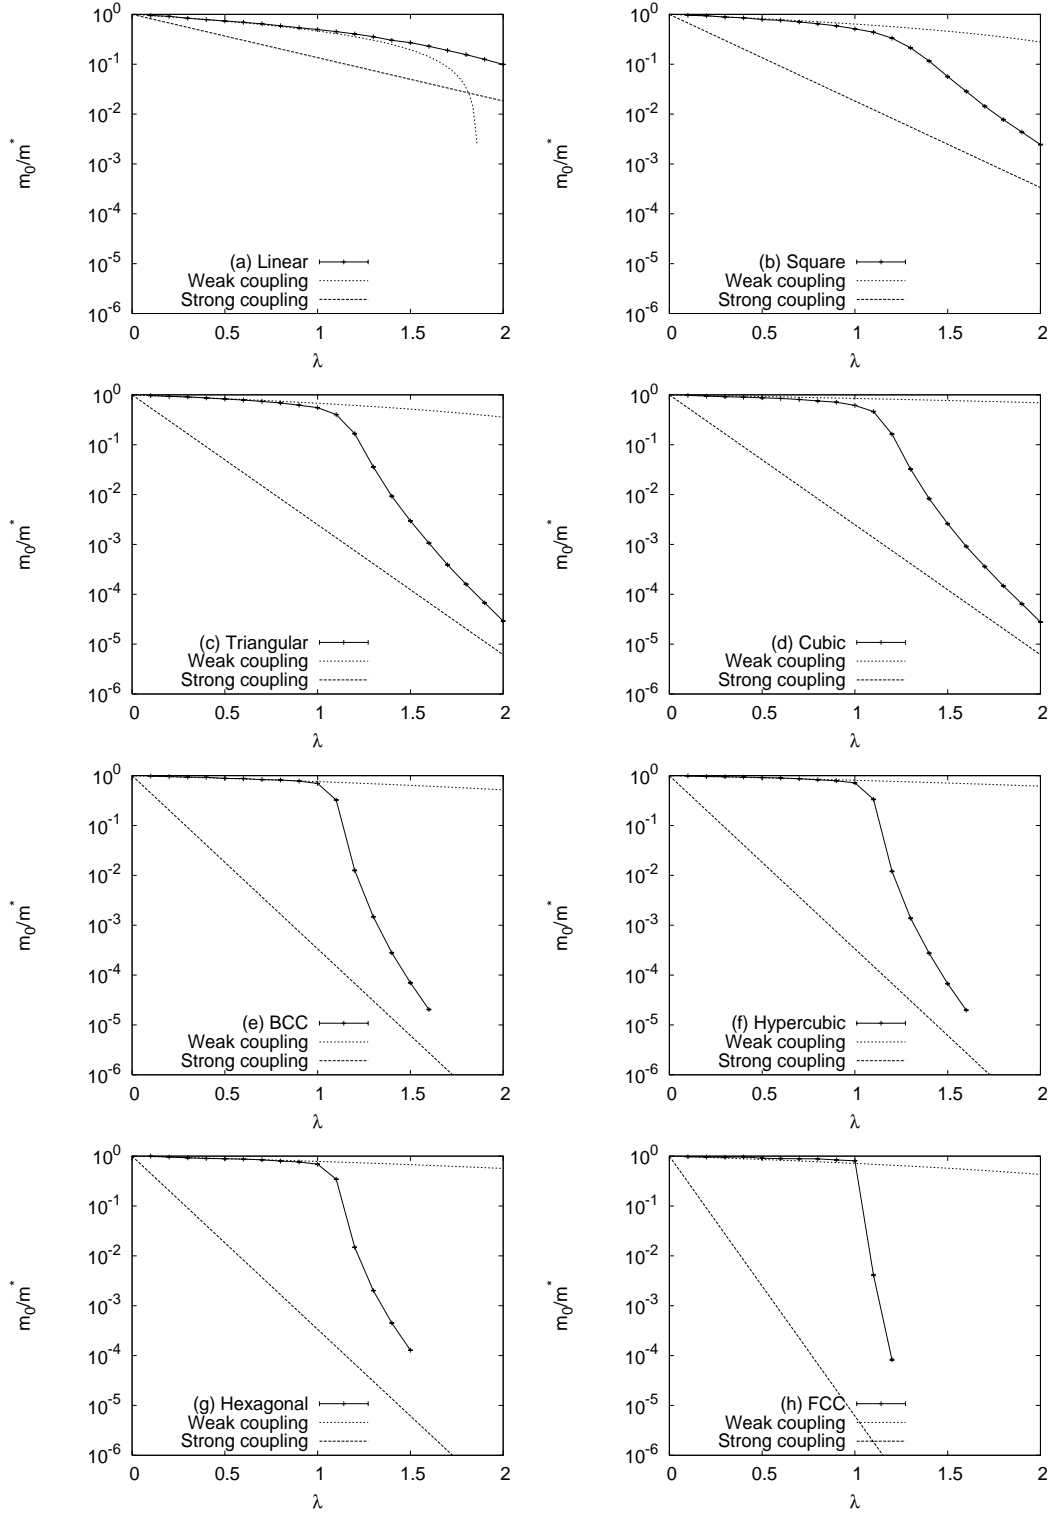 10^0
10^-1
10^-2
10^-3
10^-4
10^-5
10^-6
m_0/m^*
(a) Linear
Weak coupling
Strong coupling
0 0.5 1 1.5 2
λ
10^0
10^-1
10^-2
10^-3
10^-4
10^-5
10^-6
m_0/m^*
(b) Square
Weak coupling
Strong coupling
0 0.5 1 1.5 2
λ
10^0
10^-1
10^-2
10^-3
10^-4
10^-5
10^-6
m_0/m^*
(c) Triangular
Weak coupling
Strong coupling
0 0.5 1 1.5 2
λ
10^0
10^-1
10^-2
10^-3
10^-4
10^-5
10^-6
m_0/m^*
(d) Cubic
Weak coupling
Strong coupling
0 0.5 1 1.5 2
λ
10^0
10^-1
10^-2
10^-3
10^-4
10^-5
10^-6
m_0/m^*
(e) BCC
Weak coupling
Strong coupling
0 0.5 1 1.5 2
λ
10^0
10^-1
10^-2
10^-3
10^-4
10^-5
10^-6
m_0/m^*
(f) Hypercubic
Weak coupling
Strong coupling
0 0.5 1 1.5 2
λ
10^0
10^-1
10^-2
10^-3
10^-4
10^-5
10^-6
m_0/m^*
(g) Hexagonal
Weak coupling
Strong coupling
0 0.5 1 1.5 2
λ
10^0
10^-1
10^-2
10^-3
10^-4
10^-5
10^-6
m_0/m^*
(h) FCC
Weak coupling
Strong coupling
0 0.5 1 1.5 2
λ